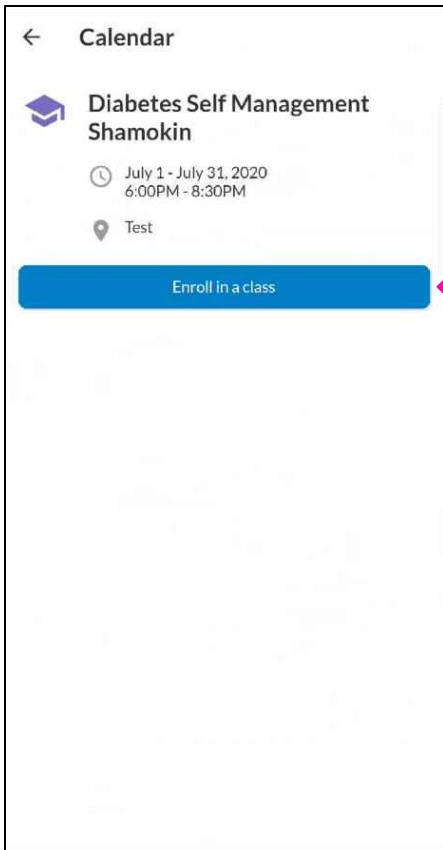 Calendar
Diabetes Self Management
Shamokin
July 1 - July 31, 2020
6:00PM - 8:30PM
Test
Enroll in a class